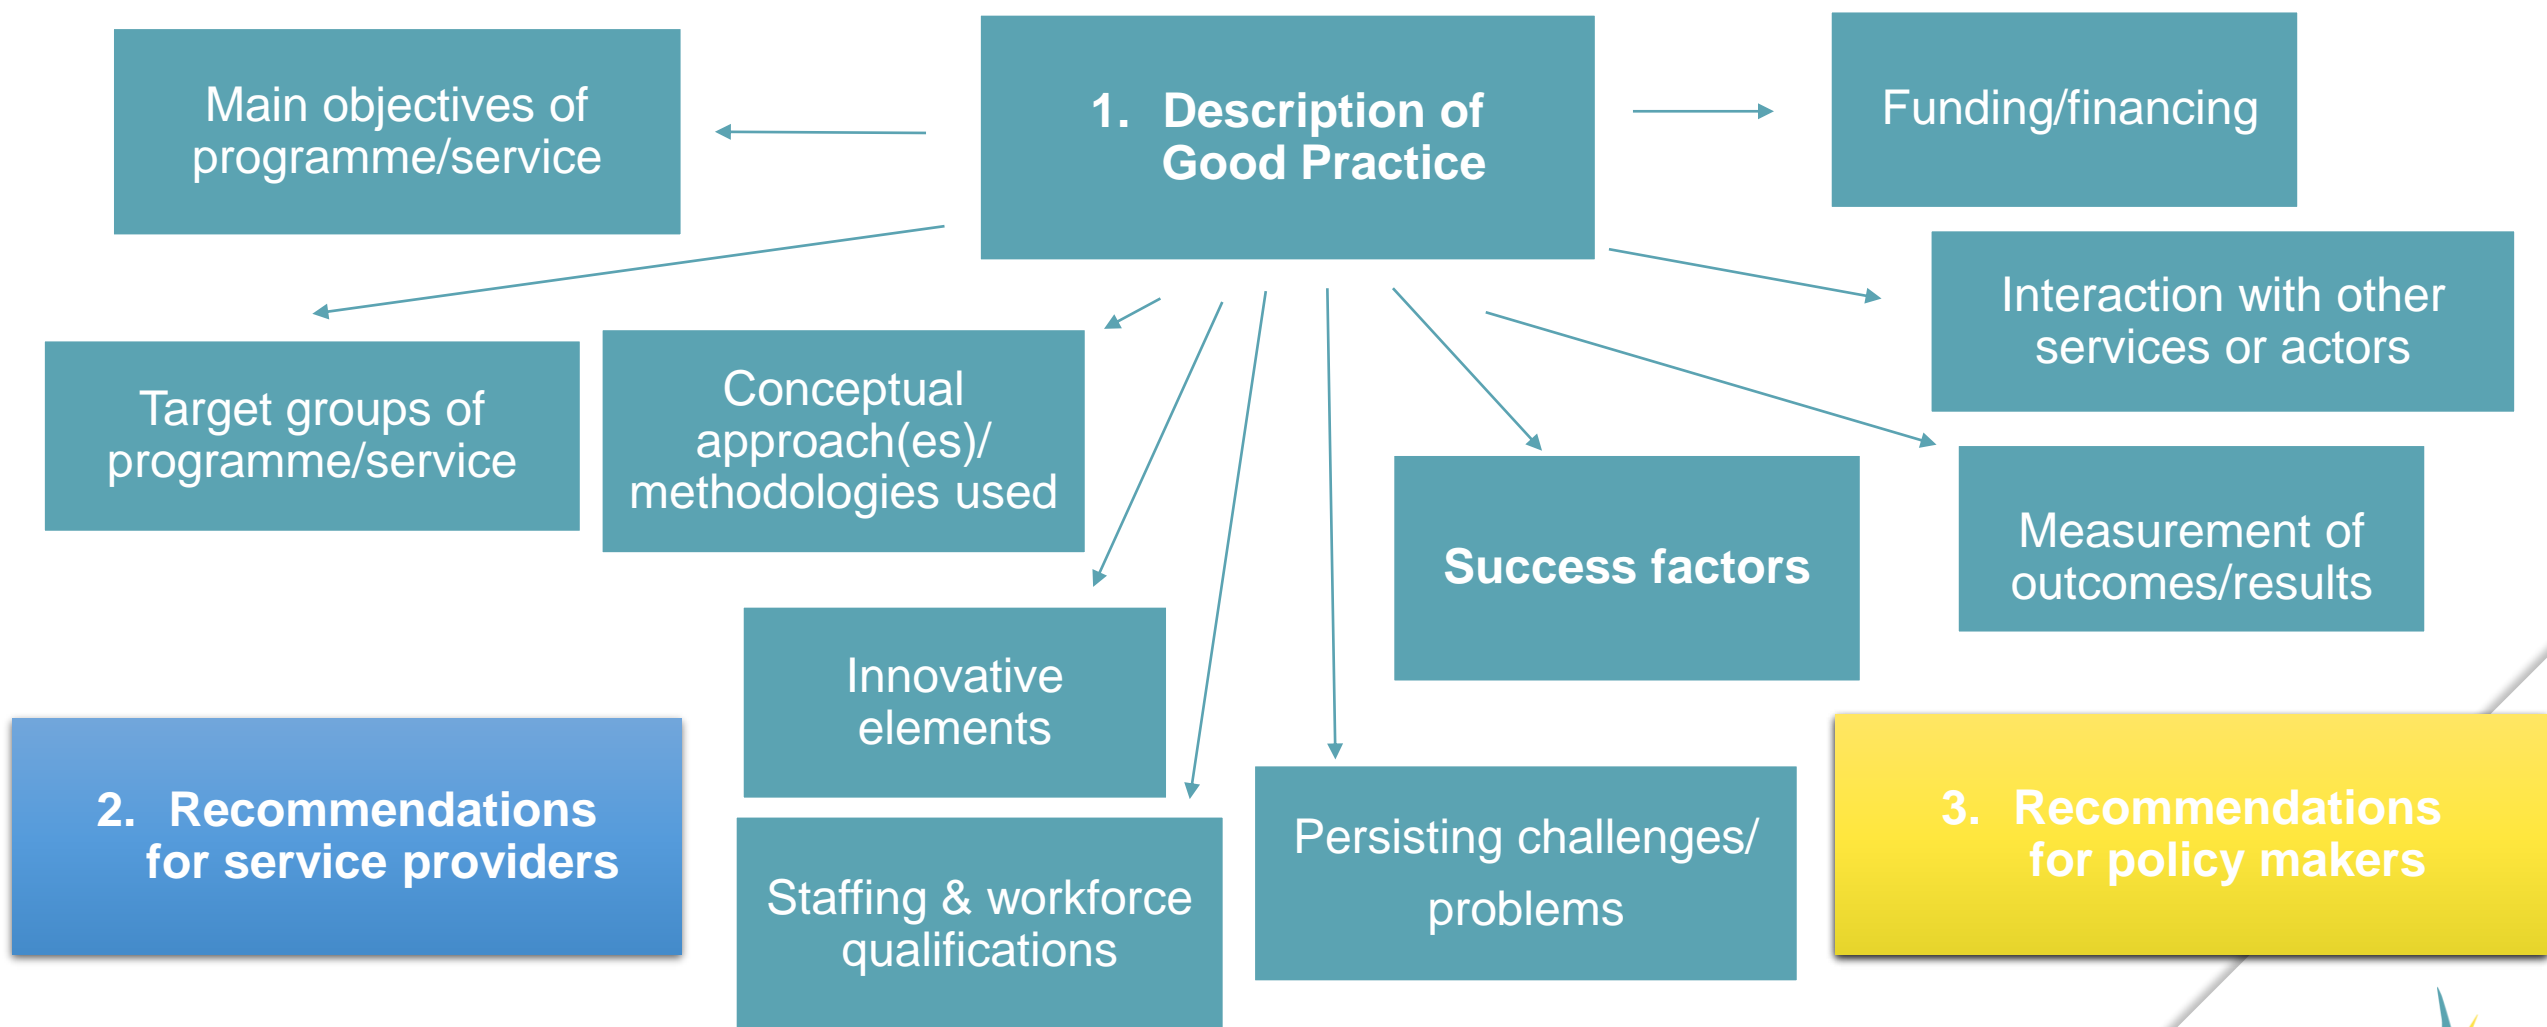 Main objectives of
programme/service
1. Description of
Good Practice
Funding/financing
Interaction with other
services or actors
Target groups of
programme/service
Conceptual
approach(es)/
methodologies used
Success factors
Measurement of
outcomes/results
Innovative
elements
2. Recommendations
for service providers
Staffing & workforce
qualifications
Persisting challenges/
problems
3. Recommendations
for policy makers